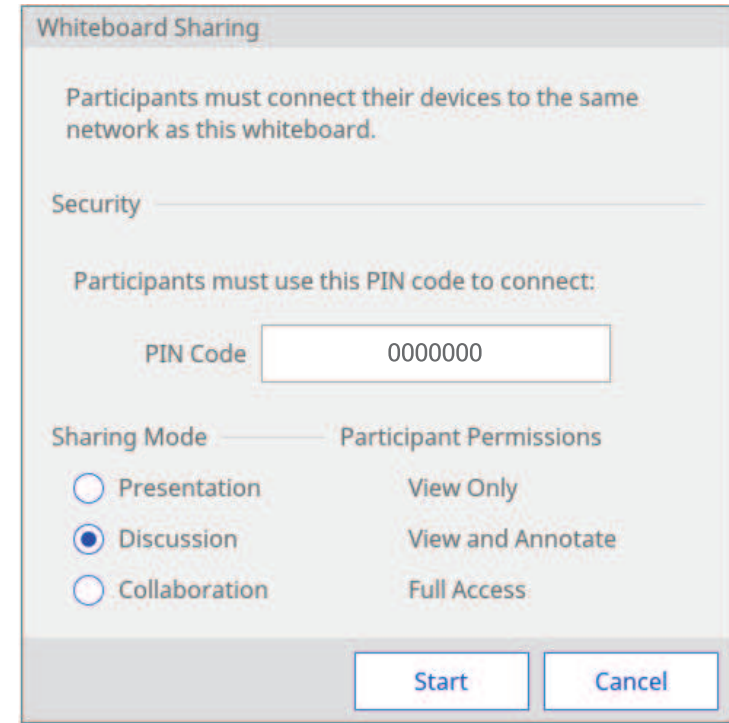 Whiteboard Sharing
Participants must connect their devices to the same
network as this whiteboard.
Security
Participants must use this PIN code to connect:
PIN Code 0000000
Sharing Mode Participant Permissions
Presentation View Only
Discussion View and Annotate
Collaboration Full Access
Start Cancel